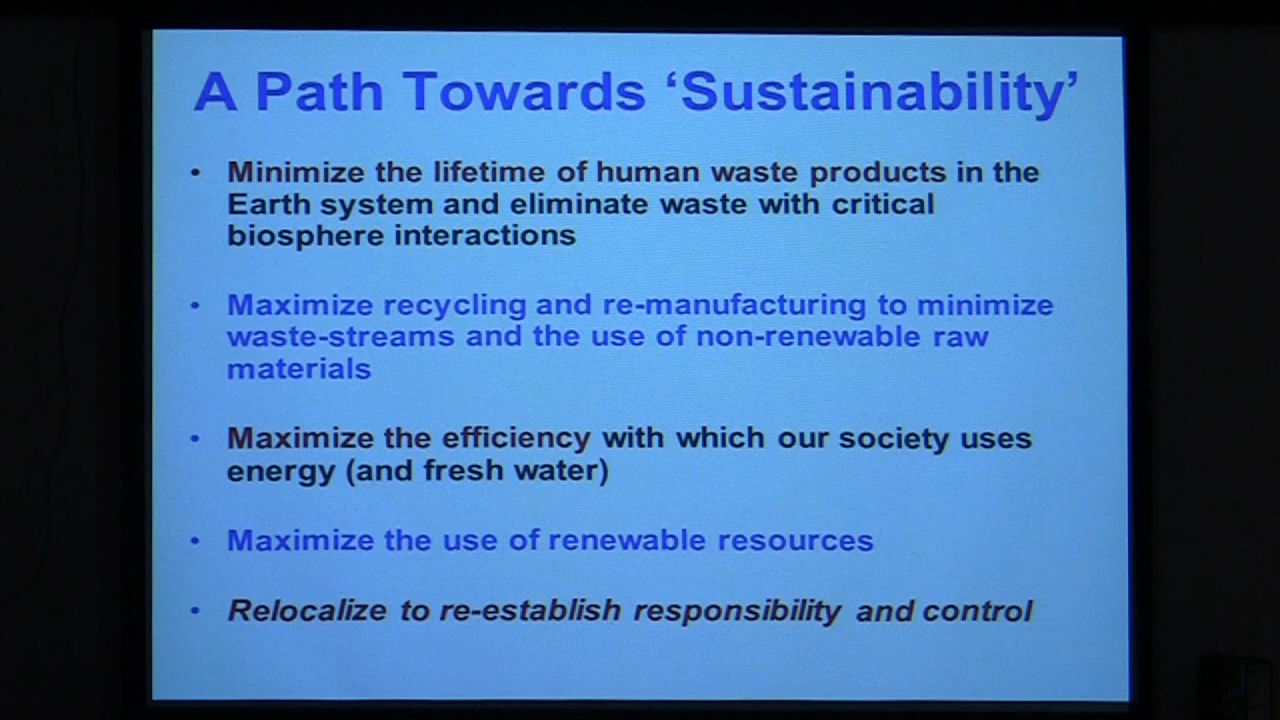 A Path Towards ‘Sustainability’
• Minimize the lifetime of human waste products in the
Earth system and eliminate waste with critical
biosphere interactions
• Maximize recycling and re-manufacturing to minimize
waste-streams and the use of non-renewable raw
materials
• Maximize the efficiency with which our society uses
energy (and fresh water)
• Maximize the use of renewable resources
• Relocalize to re-establish responsibility and control